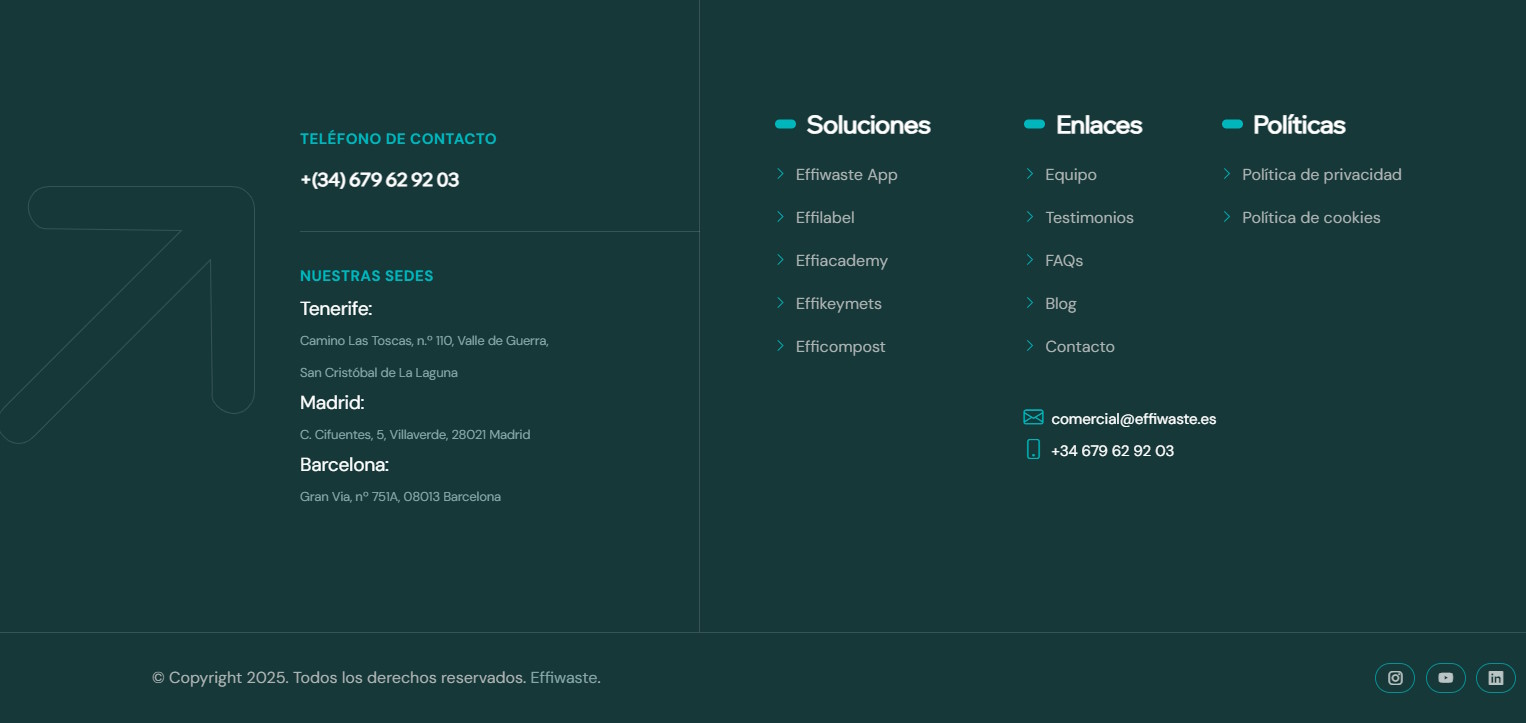 TELÉFONO DE CONTACTO
+(34) 679 62 92 03
NUESTRAS SEDES
Tenerife:
Camino Las Toscas, n.º 110, Valle de Guerra,
San Cristóbal de La Laguna
Madrid:
C. Cifuentes, 5, Villaverde, 28021 Madrid
Barcelona:
Gran Via, nº 751A, 08013 Barcelona
Soluciones
Effiwaste App
Effilabel
Effiacademy
Effikeymets
Efficompost
Enlaces
Equipo
Testimonios
FAQs
Blog
Contacto
comercial@effiwaste.es
+34 679 62 92 03
Políticas
Política de privacidad
Política de cookies
© Copyright 2025. Todos los derechos reservados. Effiwaste.